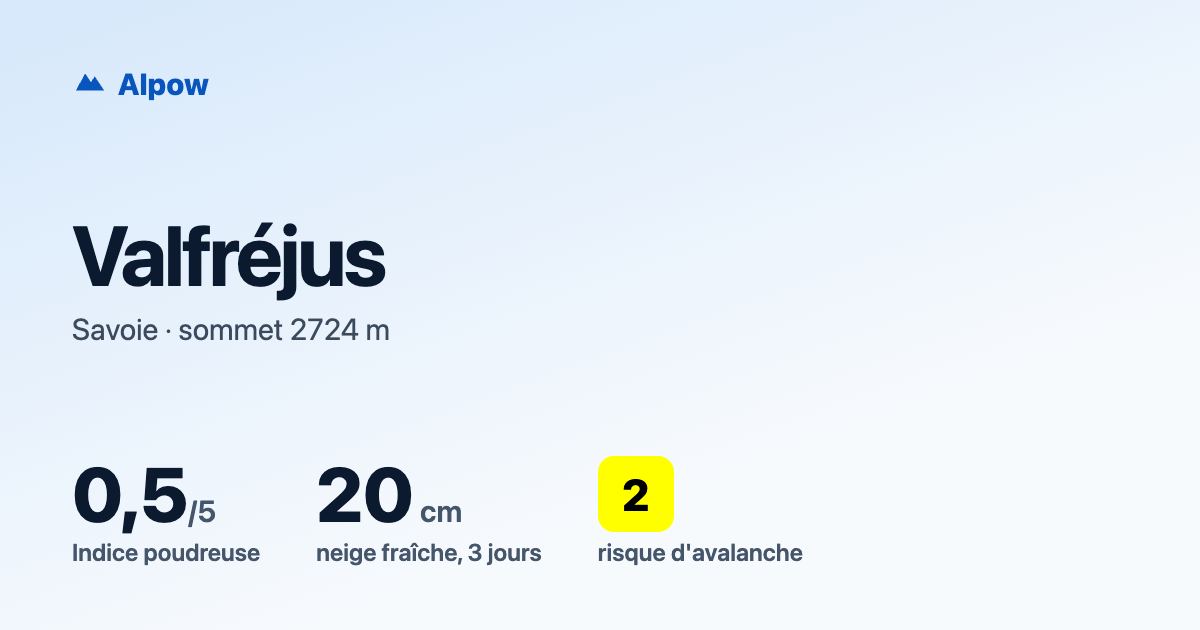 Alpow
Valfréjus
Savoie · sommet 2724 m
0,5/5
Indice poudreuse
20 cm
neige fraîche, 3 jours
2
risque d'avalanche